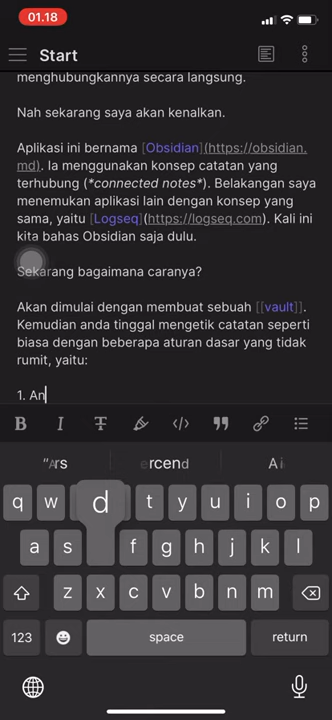 01.18
Start
menghubungkannya secara langsung.
Nah sekarang saya akan kenalkan.
Aplikasi ini bernama [Obsidian](https://obsidian.
md). Ia menggunakan konsep catatan yang
terhubung (*connected notes*). Belakangan saya
menemukan aplikasi lain dengan konsep yang
sama, yaitu [Logseq](https://logseq.com). Kali ini
kita bahas Obsidian saja dulu.
Sekarang bagaimana caranya?
Akan dimulai dengan membuat sebuah [[vault]].
Kemudian anda tinggal mengetik catatan seperti
biasa dengan beberapa aturan dasar yang tidak
rumit, yaitu:
1. An
B I T </>
q w d t y u i o p
a s f g h j k l
z x c v b n m
123 space return